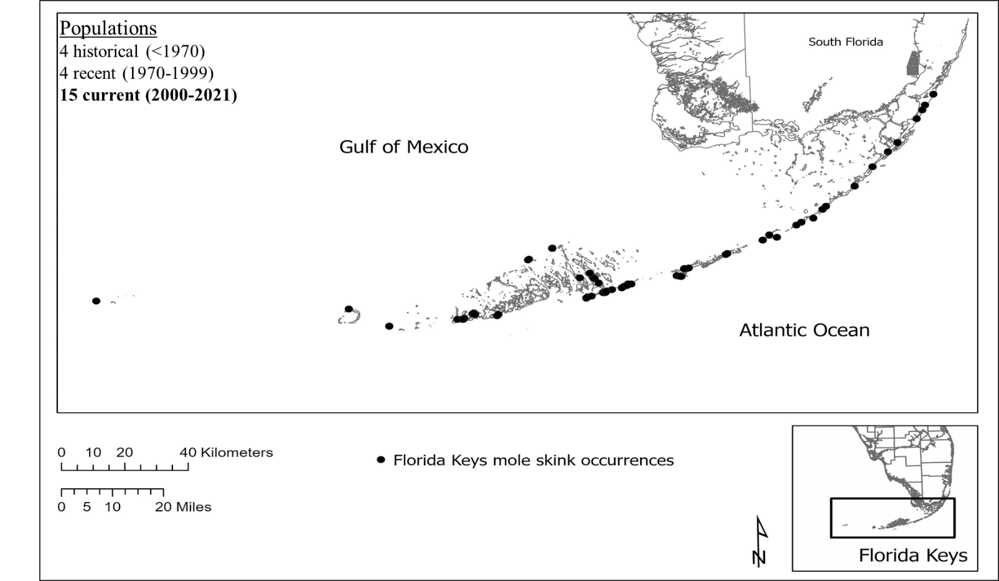 Populations
4 historical (<1970)
4 recent (1970-1999)
15 current (2000-2021)
South Florida
Gulf of Mexico
Atlantic Ocean
0 10 20 40 Kilometers
0 5 10 20 Miles
Florida Keys mole skink occurrences
N
Florida Keys